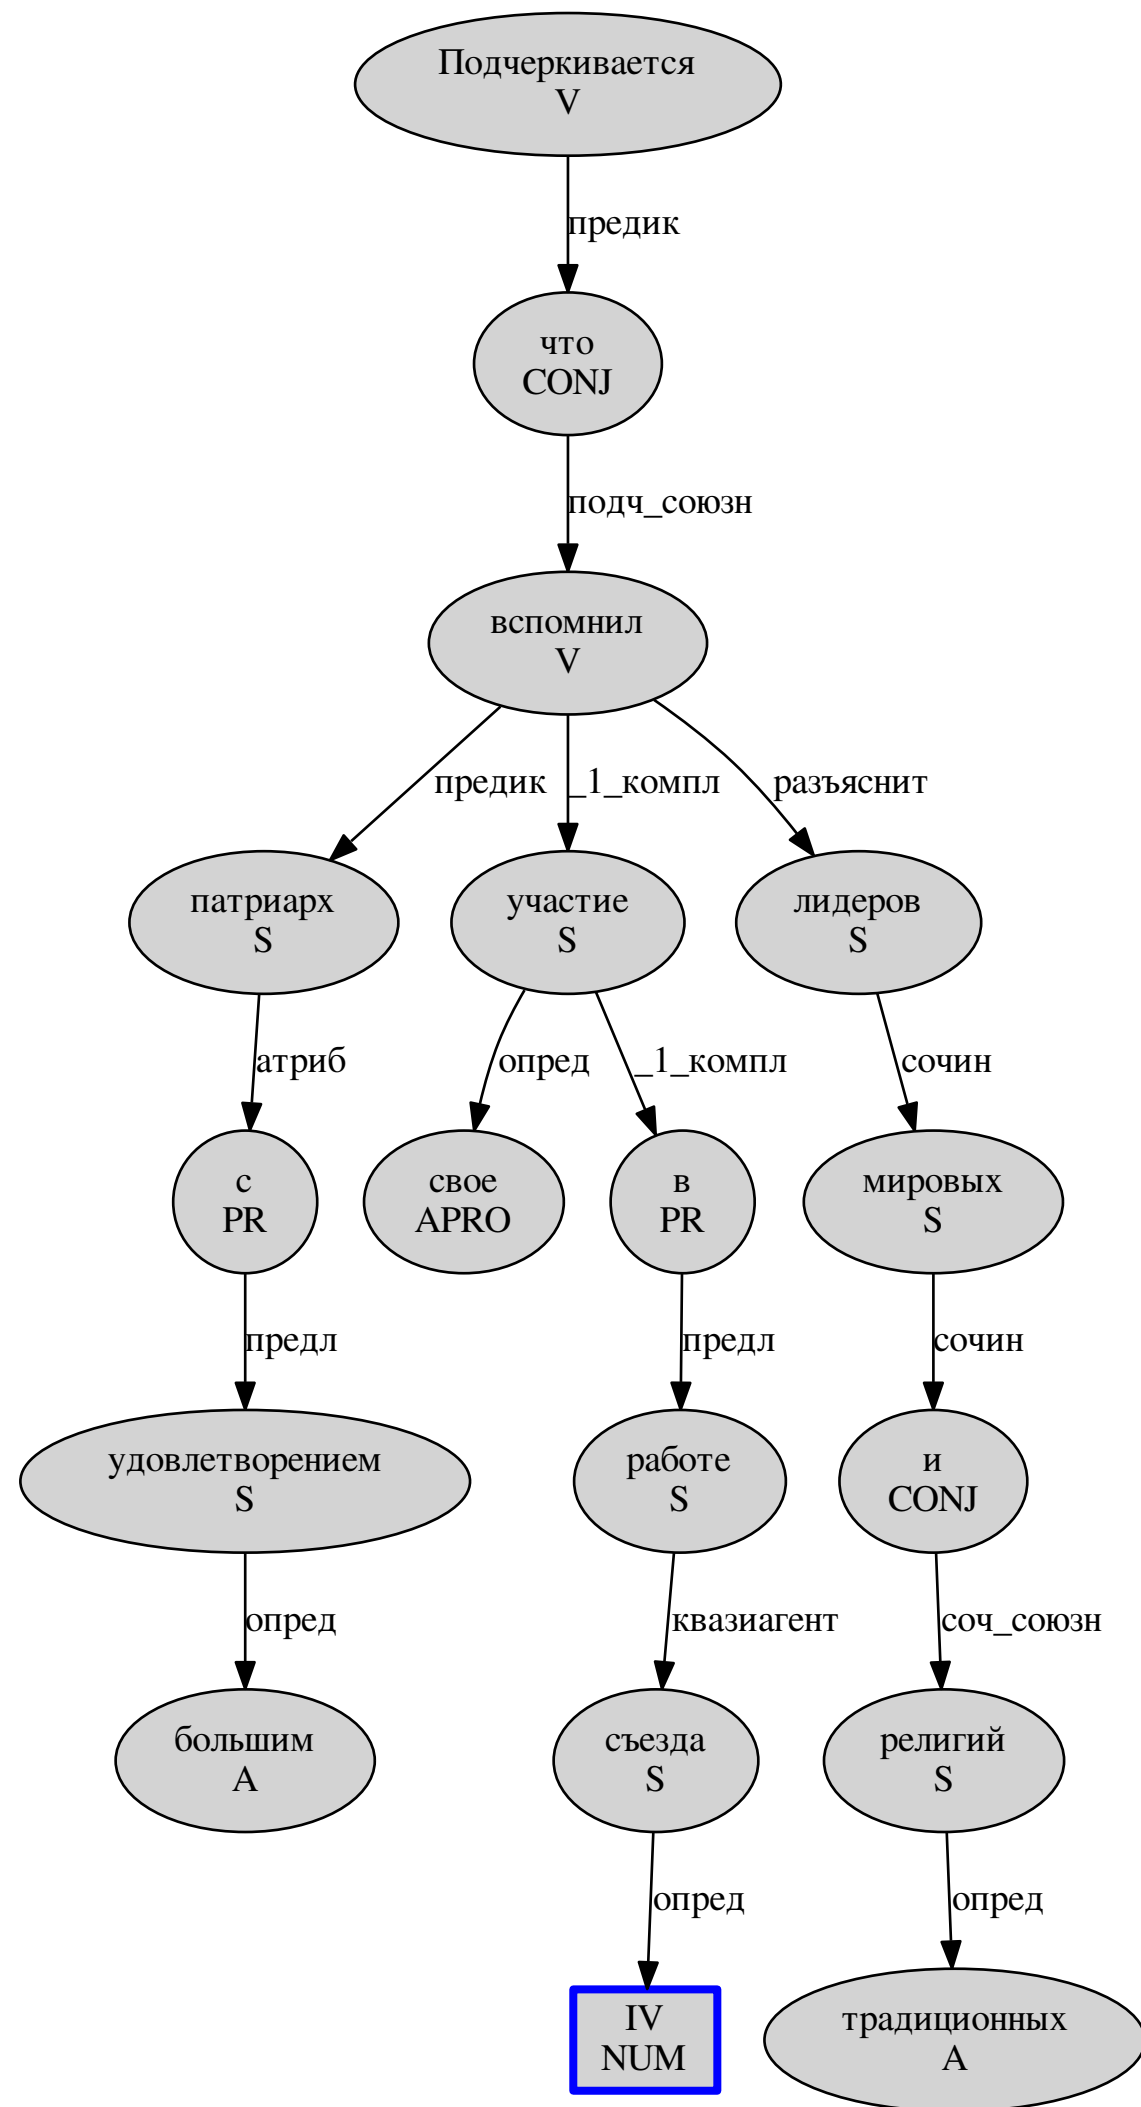 Подчеркивается
V
предик
что
CONJ
подч_союзн
вспомнил
V
предик
_1_компл
разъяснит
патриарх
S
участие
S
лидеров
S
атриб
опред
_1_компл
сочин
с
PR
свое
APRO
в
PR
мировых
S
предл
предл
сочин
удовлетворением
S
работе
S
и
CONJ
опред
квазиагент
соч_союзн
большим
A
съезда
S
религий
S
опред
опред
IV
NUM
традиционных
A